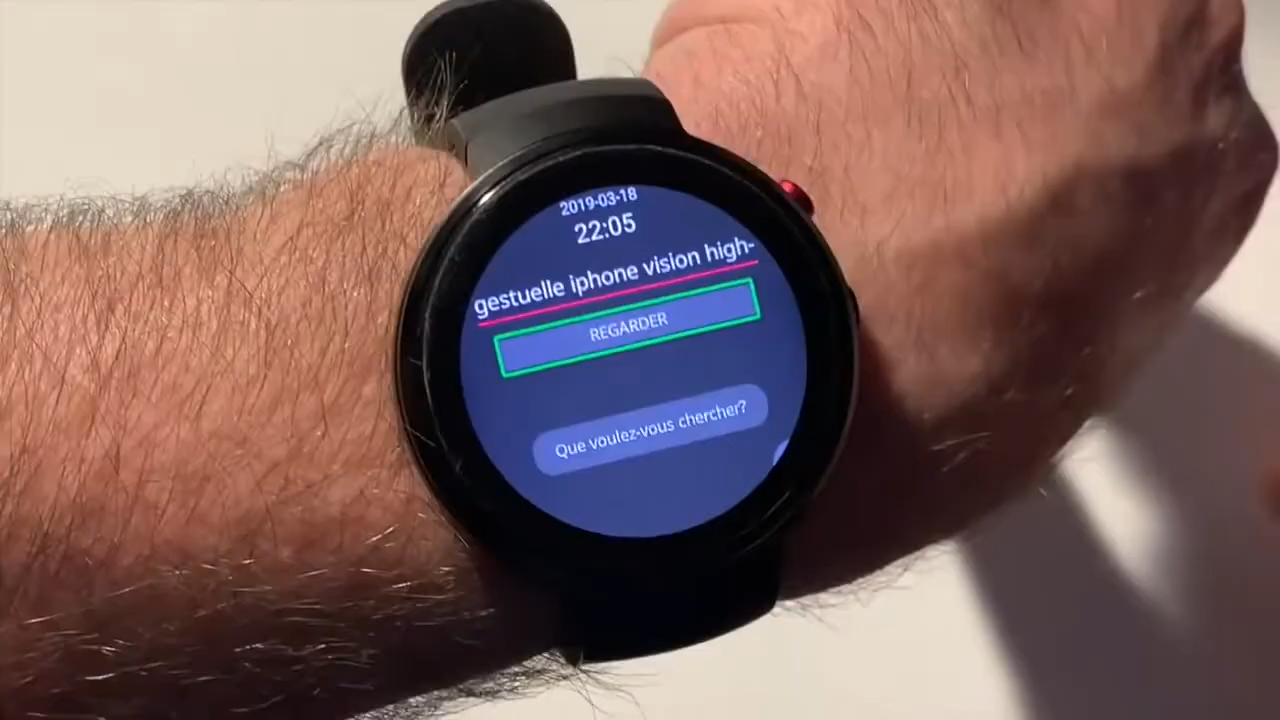 2019-03-18
22:05
gestuelle iphone vision high-
REGARDER
Que voulez-vous chercher?